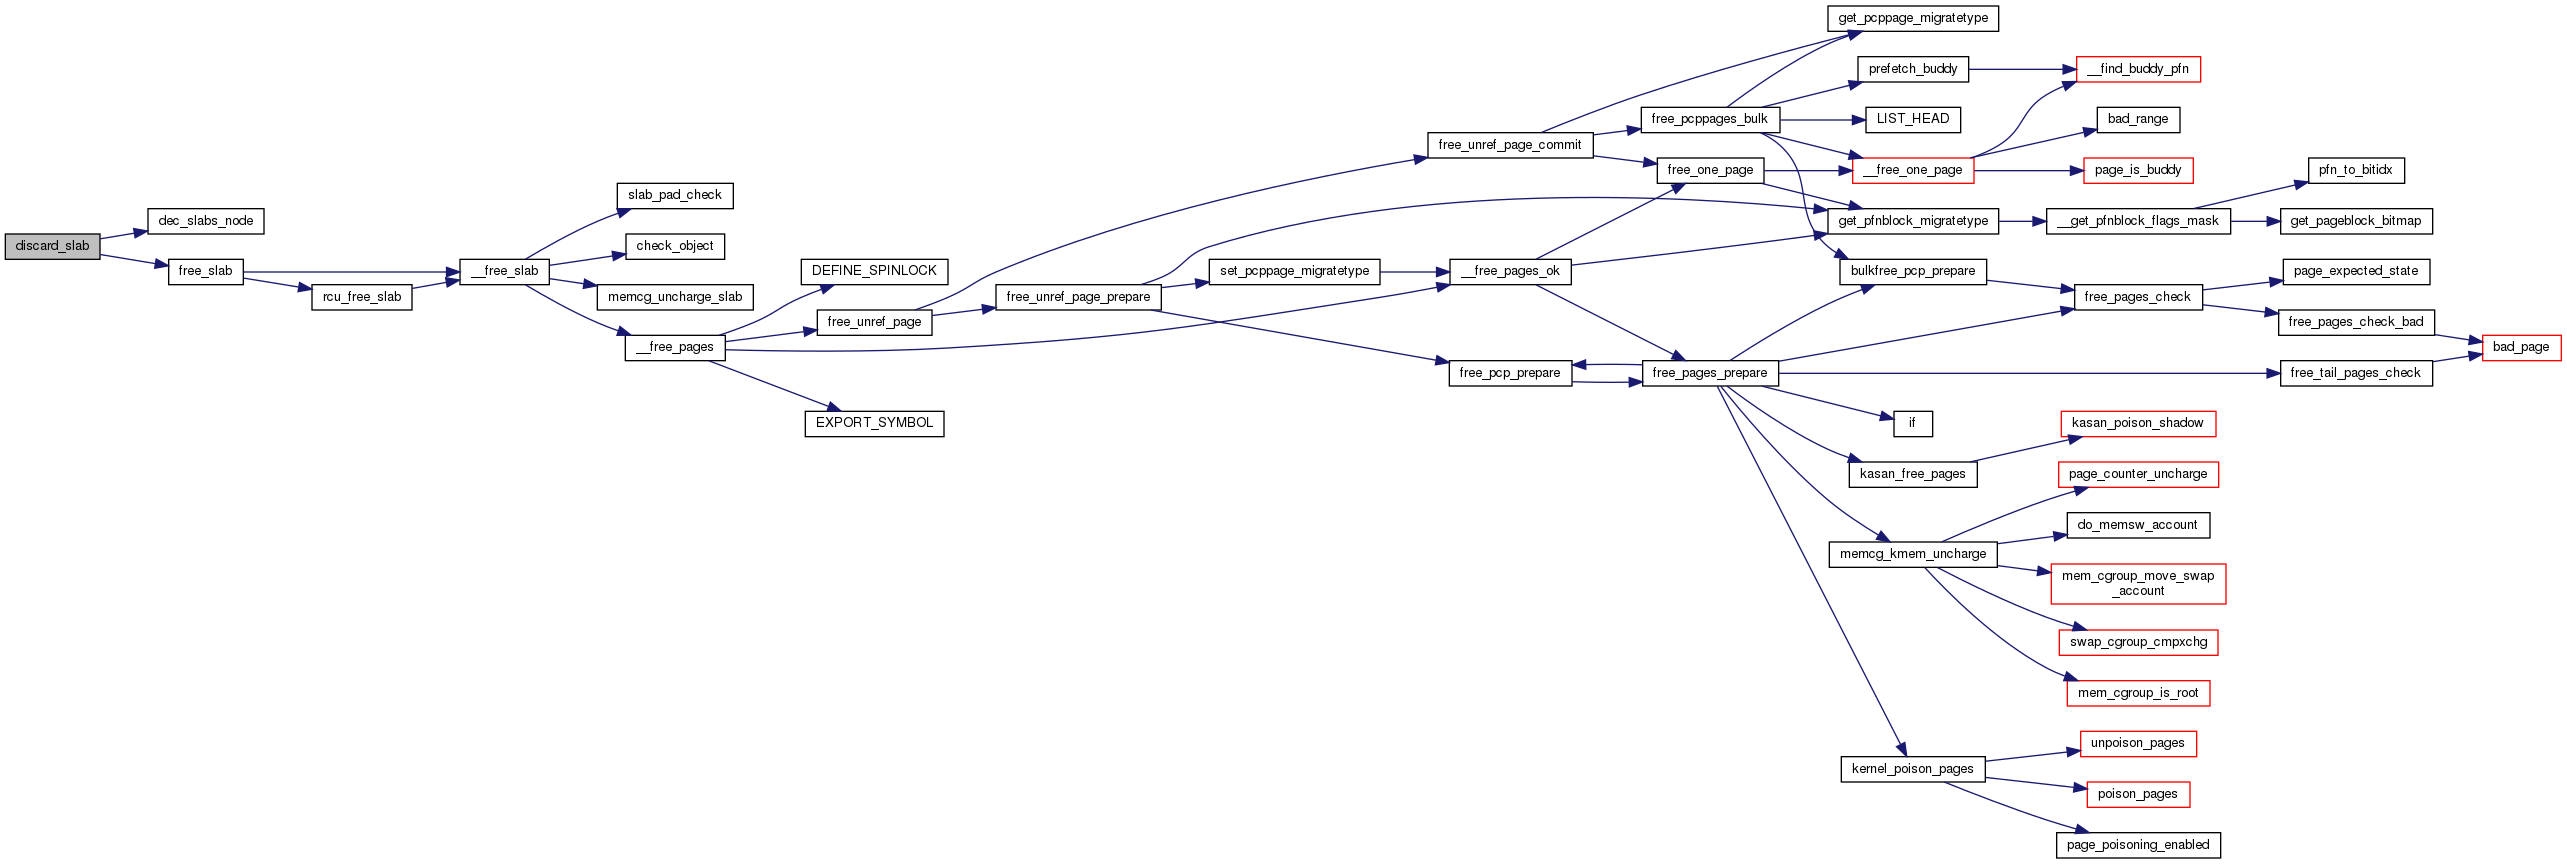 discard_slab
dec_slabs_node
free_slab
rcu_free_slab
__free_slab
slab_pad_check
check_object
memcg_uncharge_slab
__free_pages
DEFINE_SPINLOCK
free_unref_page
EXPORT_SYMBOL
free_unref_page_prepare
set_pcppage_migratetype
free_unref_page_commit
__free_pages_ok
free_pcp_prepare
free_pcppages_bulk
free_one_page
free_pages_prepare
get_pcppage_migratetype
prefetch_buddy
LIST_HEAD
__free_one_page
get_pfnblock_migratetype
bulkfree_pcp_prepare
if
kasan_free_pages
memcg_kmem_uncharge
kernel_poison_pages
__find_buddy_pfn
bad_range
page_is_buddy
__get_pfnblock_flags_mask
free_pages_check
kasan_poison_shadow
page_counter_uncharge
do_memsw_account
mem_cgroup_move_swap
_account
swap_cgroup_cmpxchg
mem_cgroup_is_root
unpoison_pages
poison_pages
page_poisoning_enabled
pfn_to_bitidx
get_pageblock_bitmap
page_expected_state
free_pages_check_bad
free_tail_pages_check
bad_page